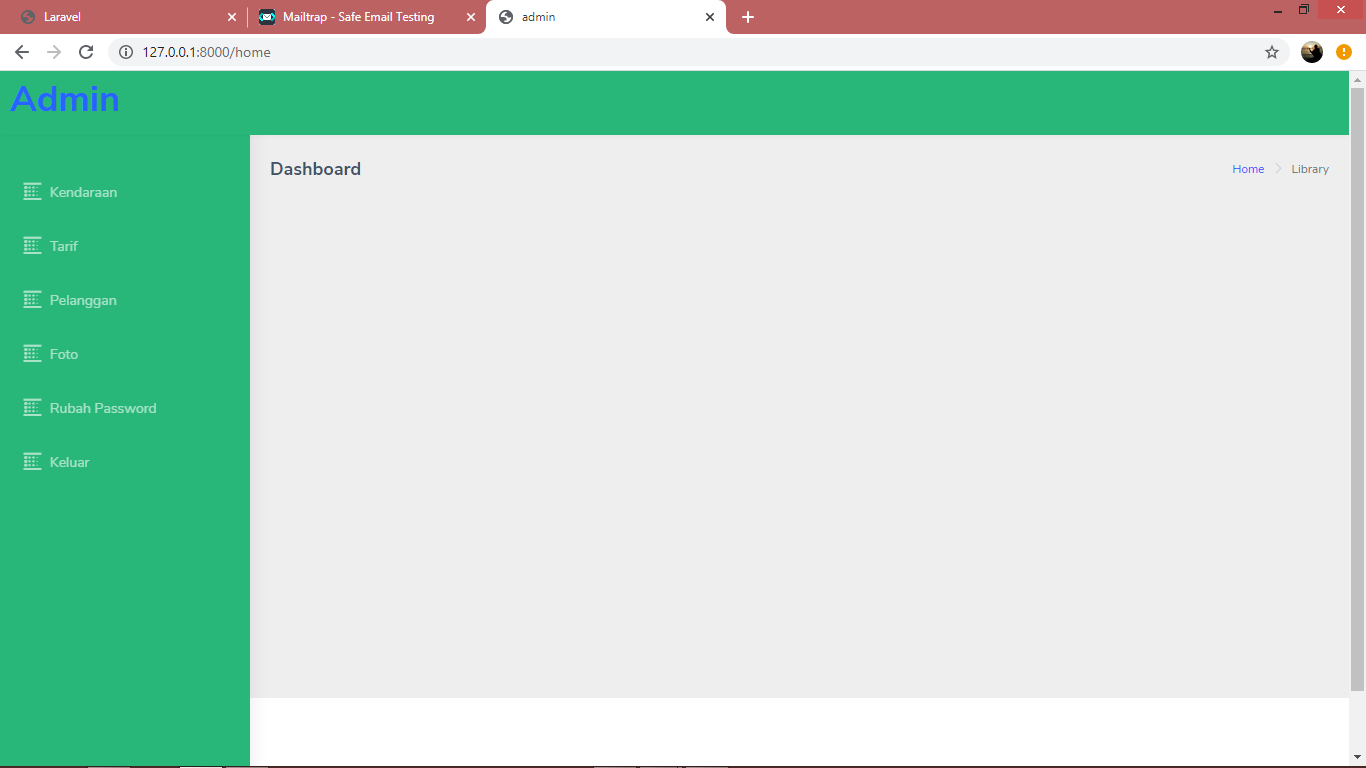 Laravel
Mailtrap - Safe Email Testing
admin
127.0.0.1:8000/home
Admin
Dashboard
Home
Library
Kendaraan
Tarif
Pelanggan
Foto
Rubah Password
Keluar